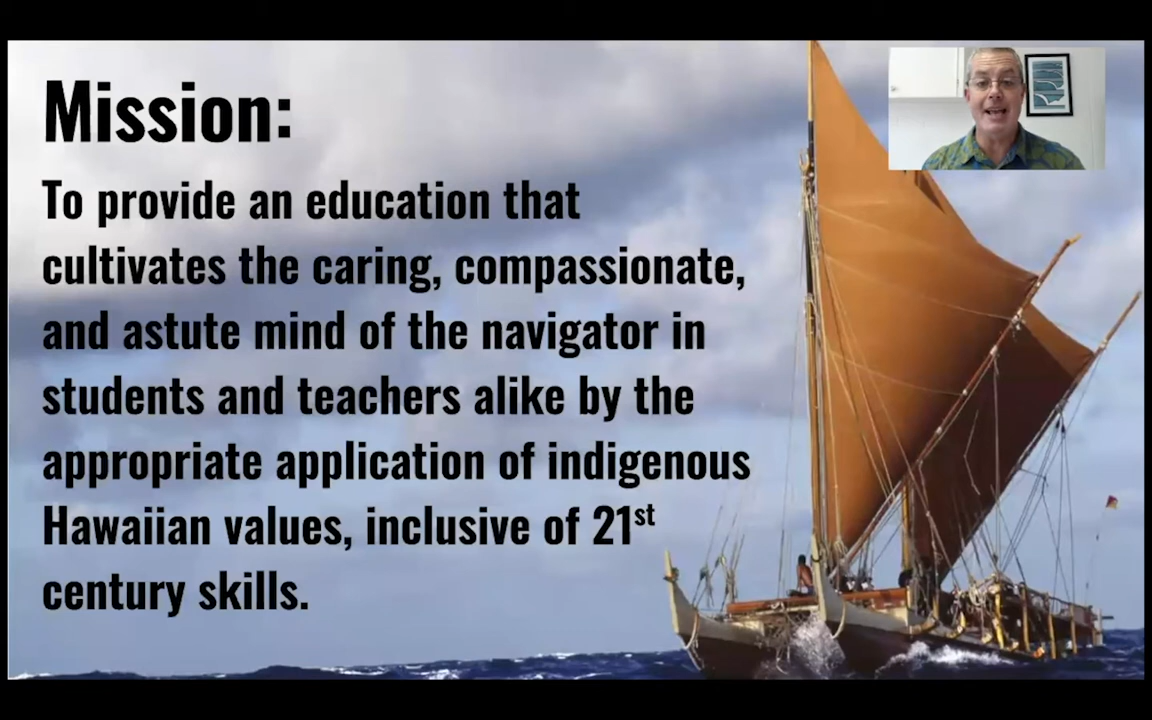 Mission:
To provide an education that
cultivates the caring, compassionate,
and astute mind of the navigator in
students and teachers alike by the
appropriate application of indigenous
Hawaiian values, inclusive of 21st
century skills.